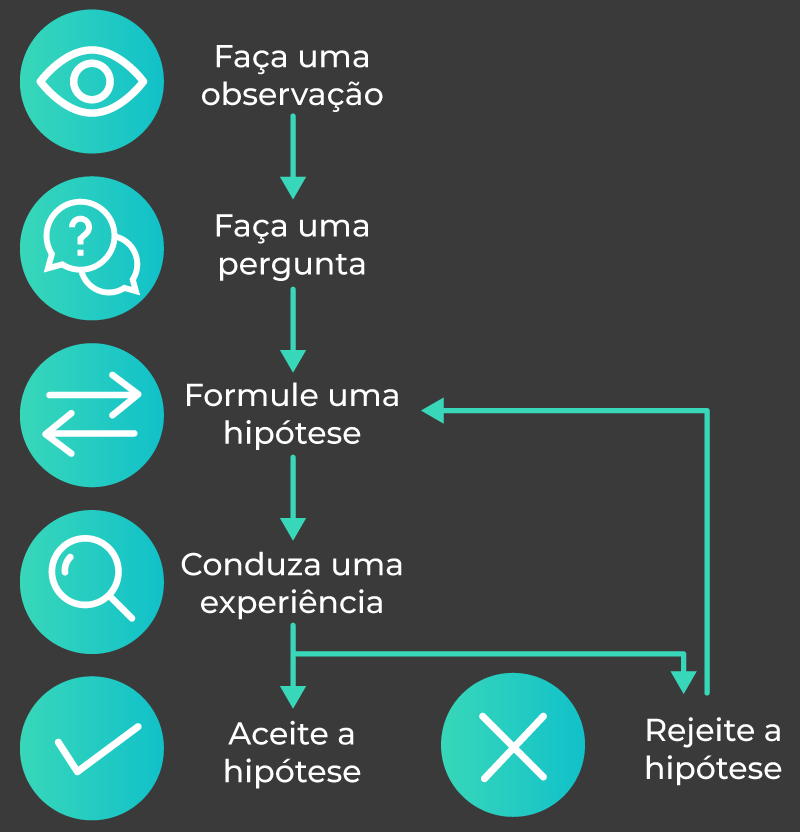 Faça uma
observação
?
Faça uma
pergunta
Formule uma
hipótese
Conduza uma
experiência
Aceite a
hipótese
Rejeite a
hipótese